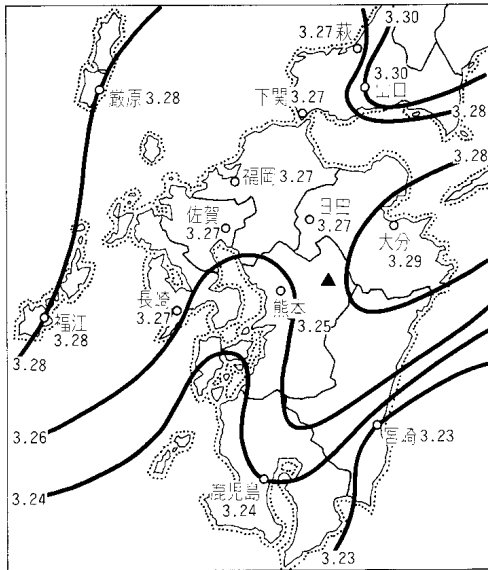 3.30
3.27 萩
3.30
山口
厳原 3.28
下関 3.27
3.28
3.28
福岡 3.27
佐賀
3.27
日田
3.27
大分
3.29
長崎
3.27
熊本
3.25
福江
3.28
3.28
3.26
宮崎 3.23
3.24
鹿児島
3.24
3.23